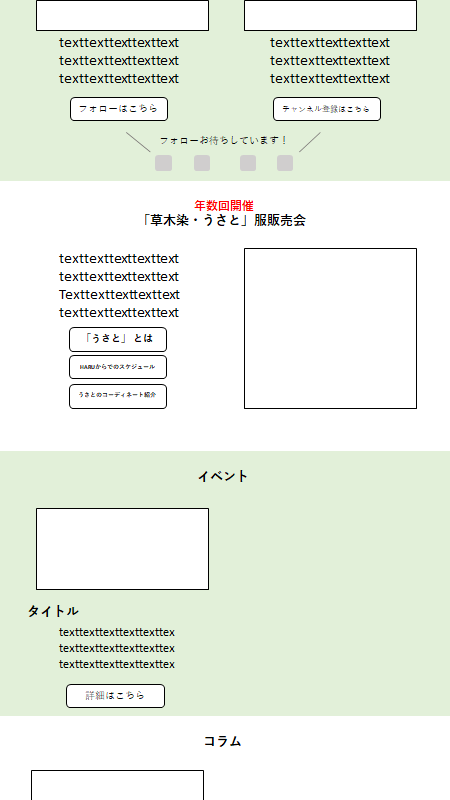 texttexttexttexttext
texttexttexttexttext
texttexttexttexttext
フォローはこちら
texttexttexttexttext
texttexttexttexttext
texttexttexttexttext
チャンネル登録はこちら
フォローお待ちしています！
年数回開催
「草木染・うさと」服販売会
texttexttexttexttext
texttexttexttexttext
Texttexttexttexttext
texttexttexttexttext
「うさと」 とは
HARUからでのスケジュール
うさとのコーディネート紹介
イベント
タイトル
texttexttexttexttexttex
texttexttexttexttexttex
texttexttexttexttexttex
詳細はこちら
コラム